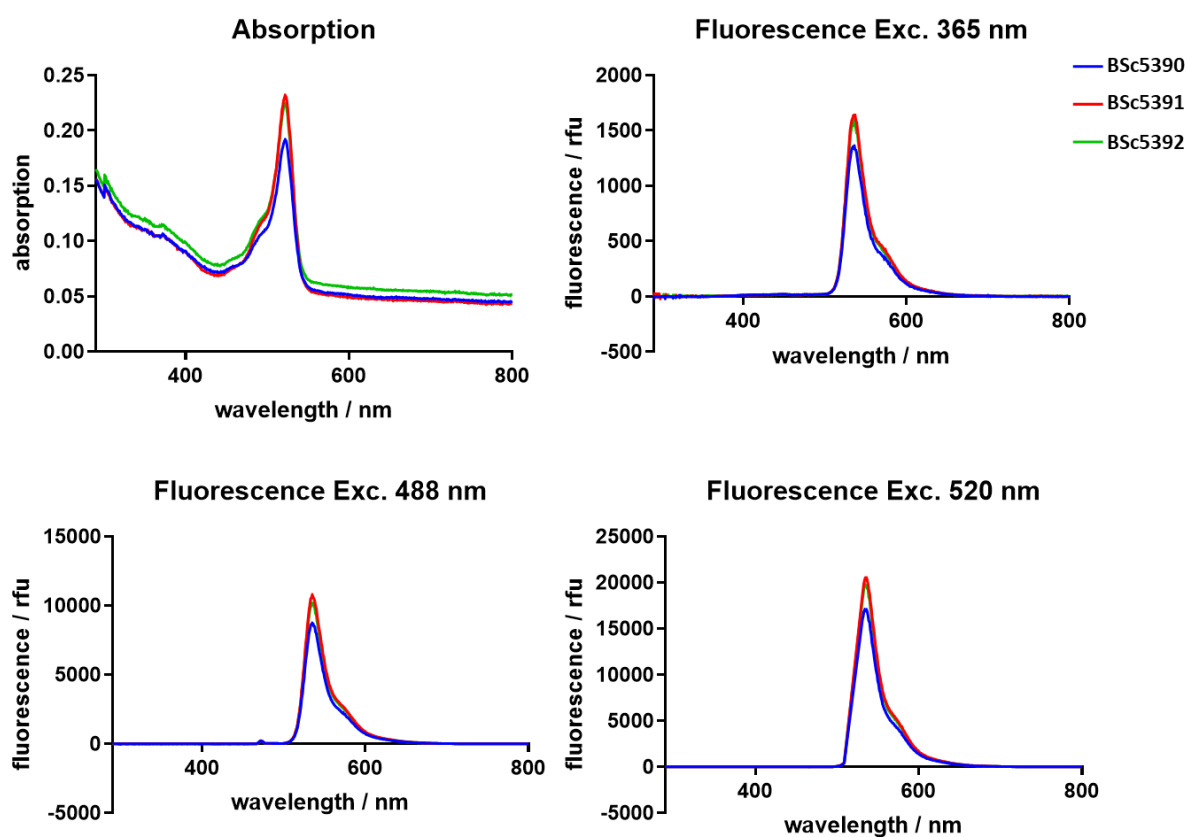 Absorption
absorption
0.25
0.20
0.15
0.10
0.05
0.00
400
600
800
wavelength / nm
Fluorescence Exc. 365 nm
fluorescence / rfu
2000
1500
1000
500
0
-500
400
600
800
wavelength / nm
BSc5390
BSc5391
BSc5392
Fluorescence Exc. 488 nm
fluorescence / rfu
15000
10000
5000
0
-5000
400
600
800
wavelength / nm
Fluorescence Exc. 520 nm
fluorescence / rfu
25000
20000
15000
10000
5000
0
-5000
400
600
800
wavelength / nm